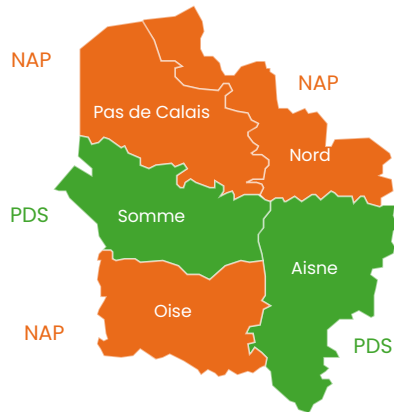 NAP
NAP
Pas de Calais
Nord
PDS
Somme
Aisne
Oise
NAP
PDS